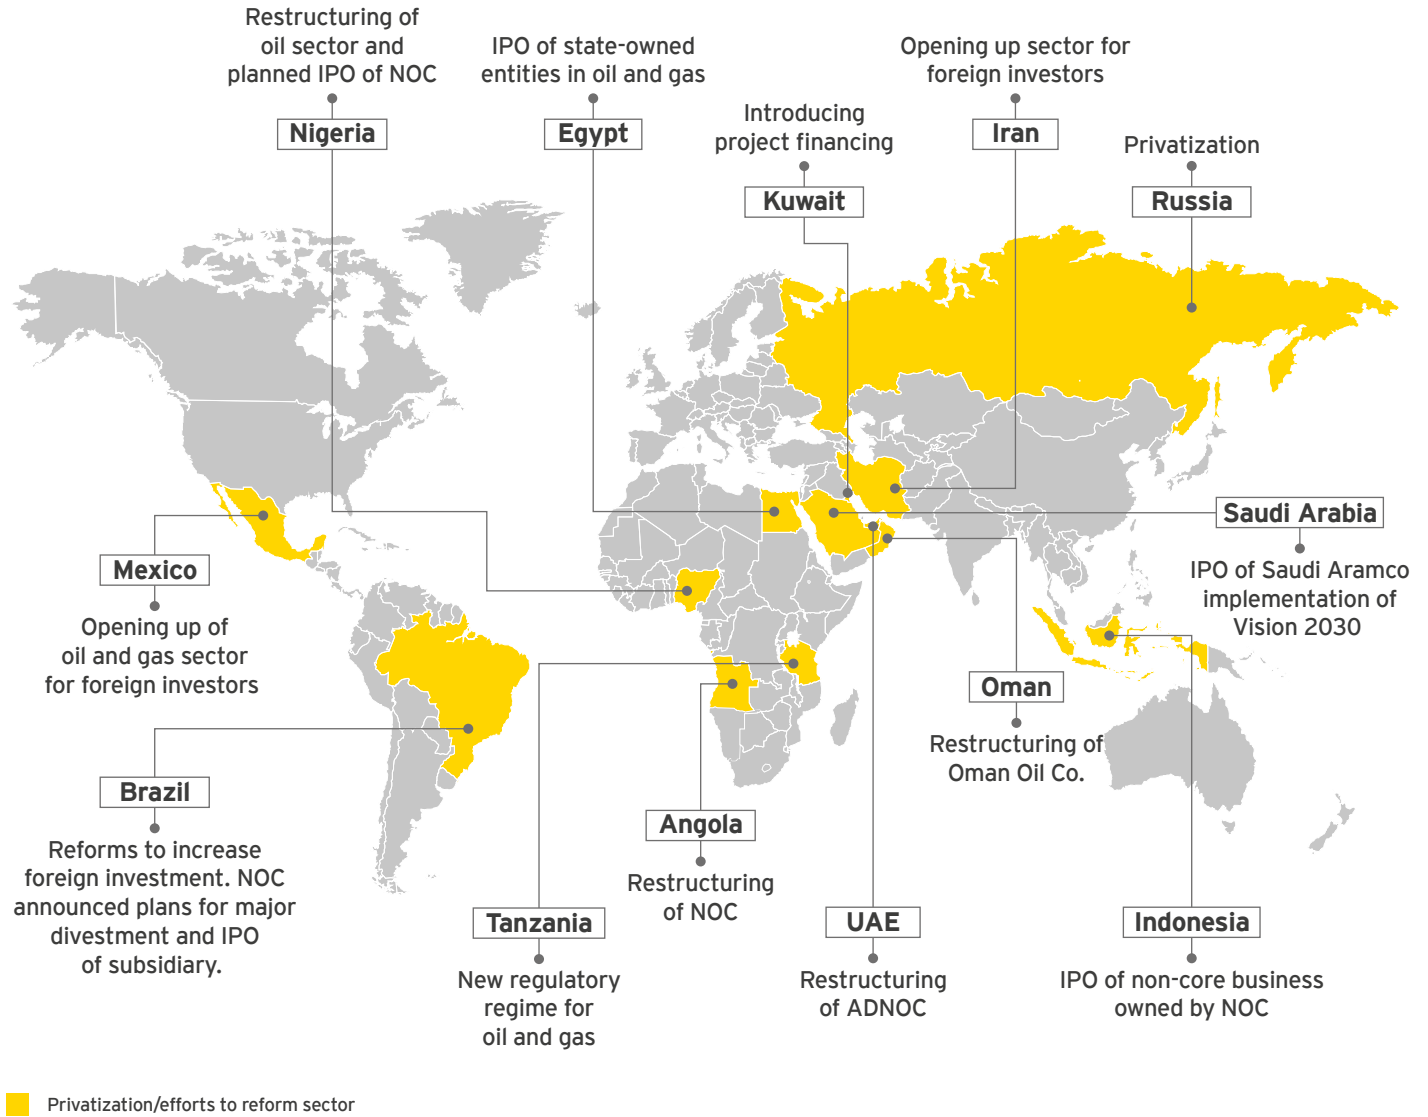 Restructuring of
oil sector and
planned IPO of NOC
Nigeria
IPO of state-owned
entities in oil and gas
Egypt
Introducing
project financing
Kuwait
Opening up sector for
foreign investors
Iran
Privatization
Russia
Saudi Arabia
IPO of Saudi Aramco
implementation of
Vision 2030
Mexico
Opening up of
oil and gas sector
for foreign investors
Oman
Restructuring of
Oman Oil Co.
Brazil
Reforms to increase
foreign investment. NOC
announced plans for major
divestment and IPO
of subsidiary.
Angola
Restructuring
of NOC
Tanzania
New regulatory
regime for
oil and gas
UAE
Restructuring
of ADNOC
Indonesia
IPO of non-core business
owned by NOC
Privatization/efforts to reform sector